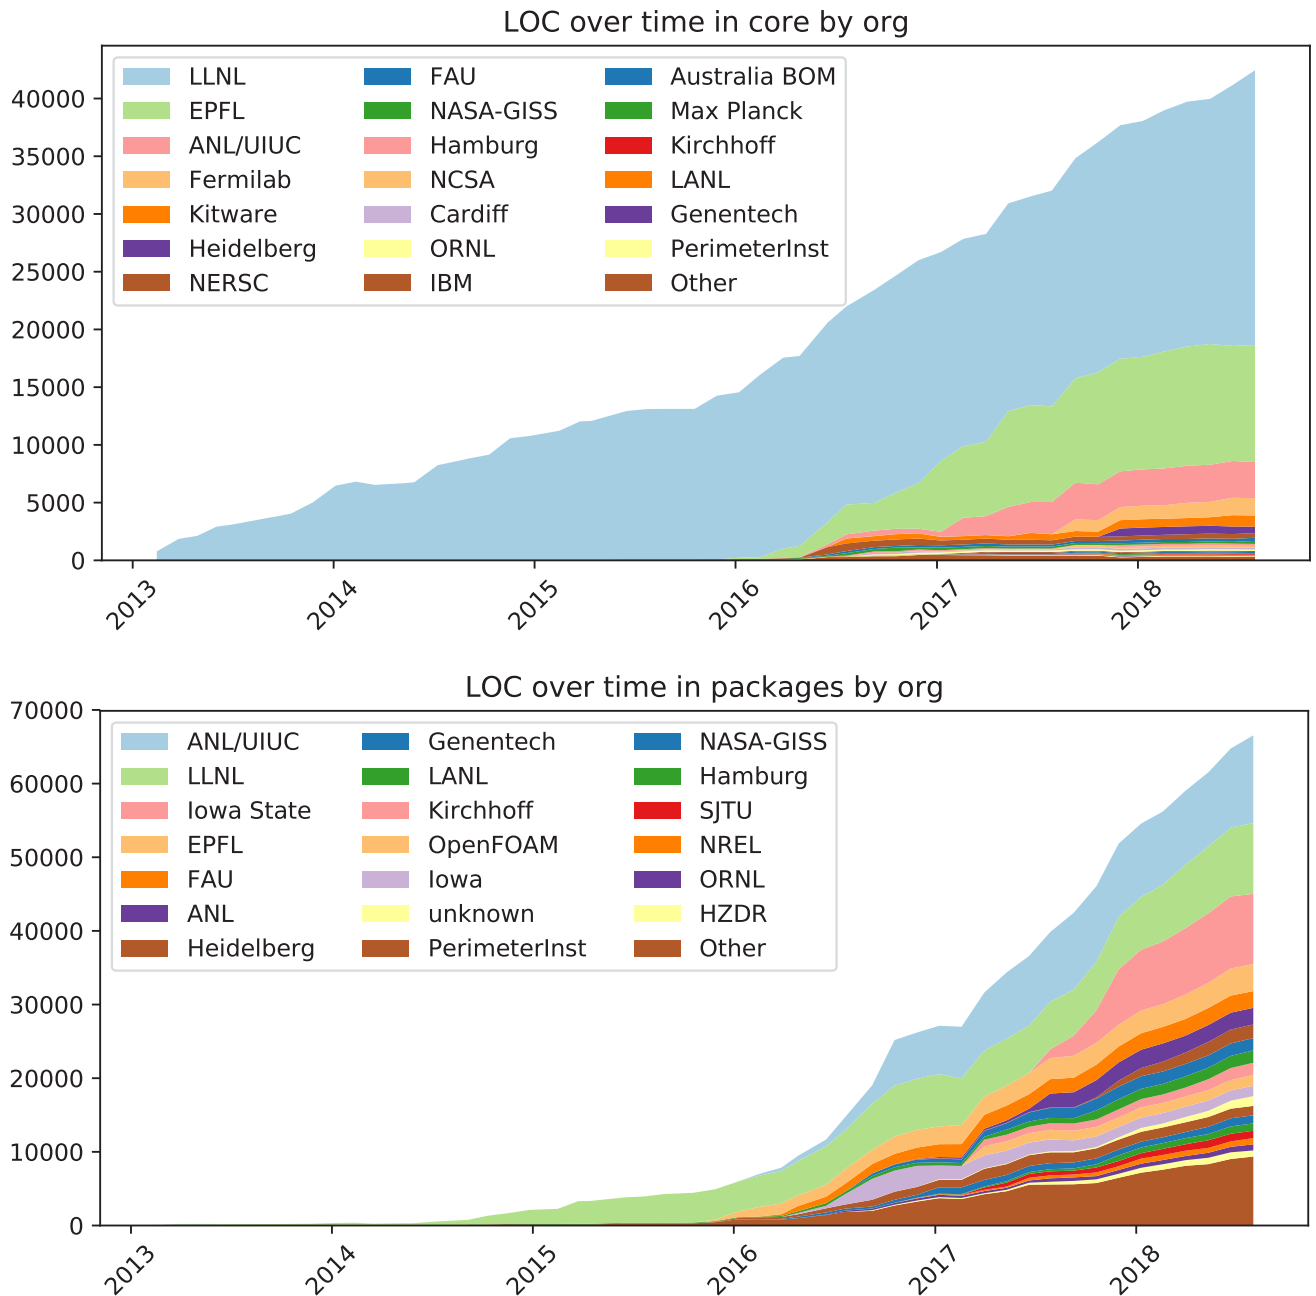 LOC over time in core by org
LLNL FAU Australia BOM
EPFL NASA-GISS Max Planck
ANL/UIUC Hamburg Kirchhoff
Fermilab NCSA LANL
Kitware Cardiff Genentech
Heidelberg ORNL PerimeterInst
NERSC IBM Other
40000
35000
30000
25000
20000
15000
10000
5000
0
2013 2014 2015 2016 2017 2018
LOC over time in packages by org
ANL/UIUC Genentech NASA-GISS
LLNL LANL Hamburg
Iowa State Kirchhoff SJTU
EPFL OpenFOAM NREL
FAU Iowa ORNL
ANL unknown HZDR
Heidelberg PerimeterInst Other
70000
60000
50000
40000
30000
20000
10000
0
2013 2014 2015 2016 2017 2018